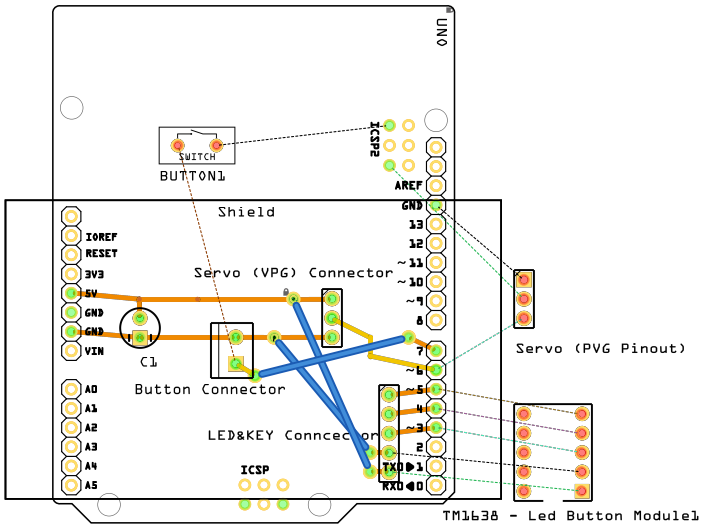 UNO
ICSP2
SWITCH
BUTTON1
AREF
GND
Shield
13
IOREF
12
RESET
~11
3V3
Servo (VPG) Connector
~10
5V
~9
GND
8
GND
VIN
C1
7
Servo (PVG Pinout)
~6
A0
Button Connector
~5
A1
4
A2
LED&KEY Conncector
~3
A3
2
A4
ICSP
TX0▶1
A5
RX0◀0
TM1638 - Led Button Module1